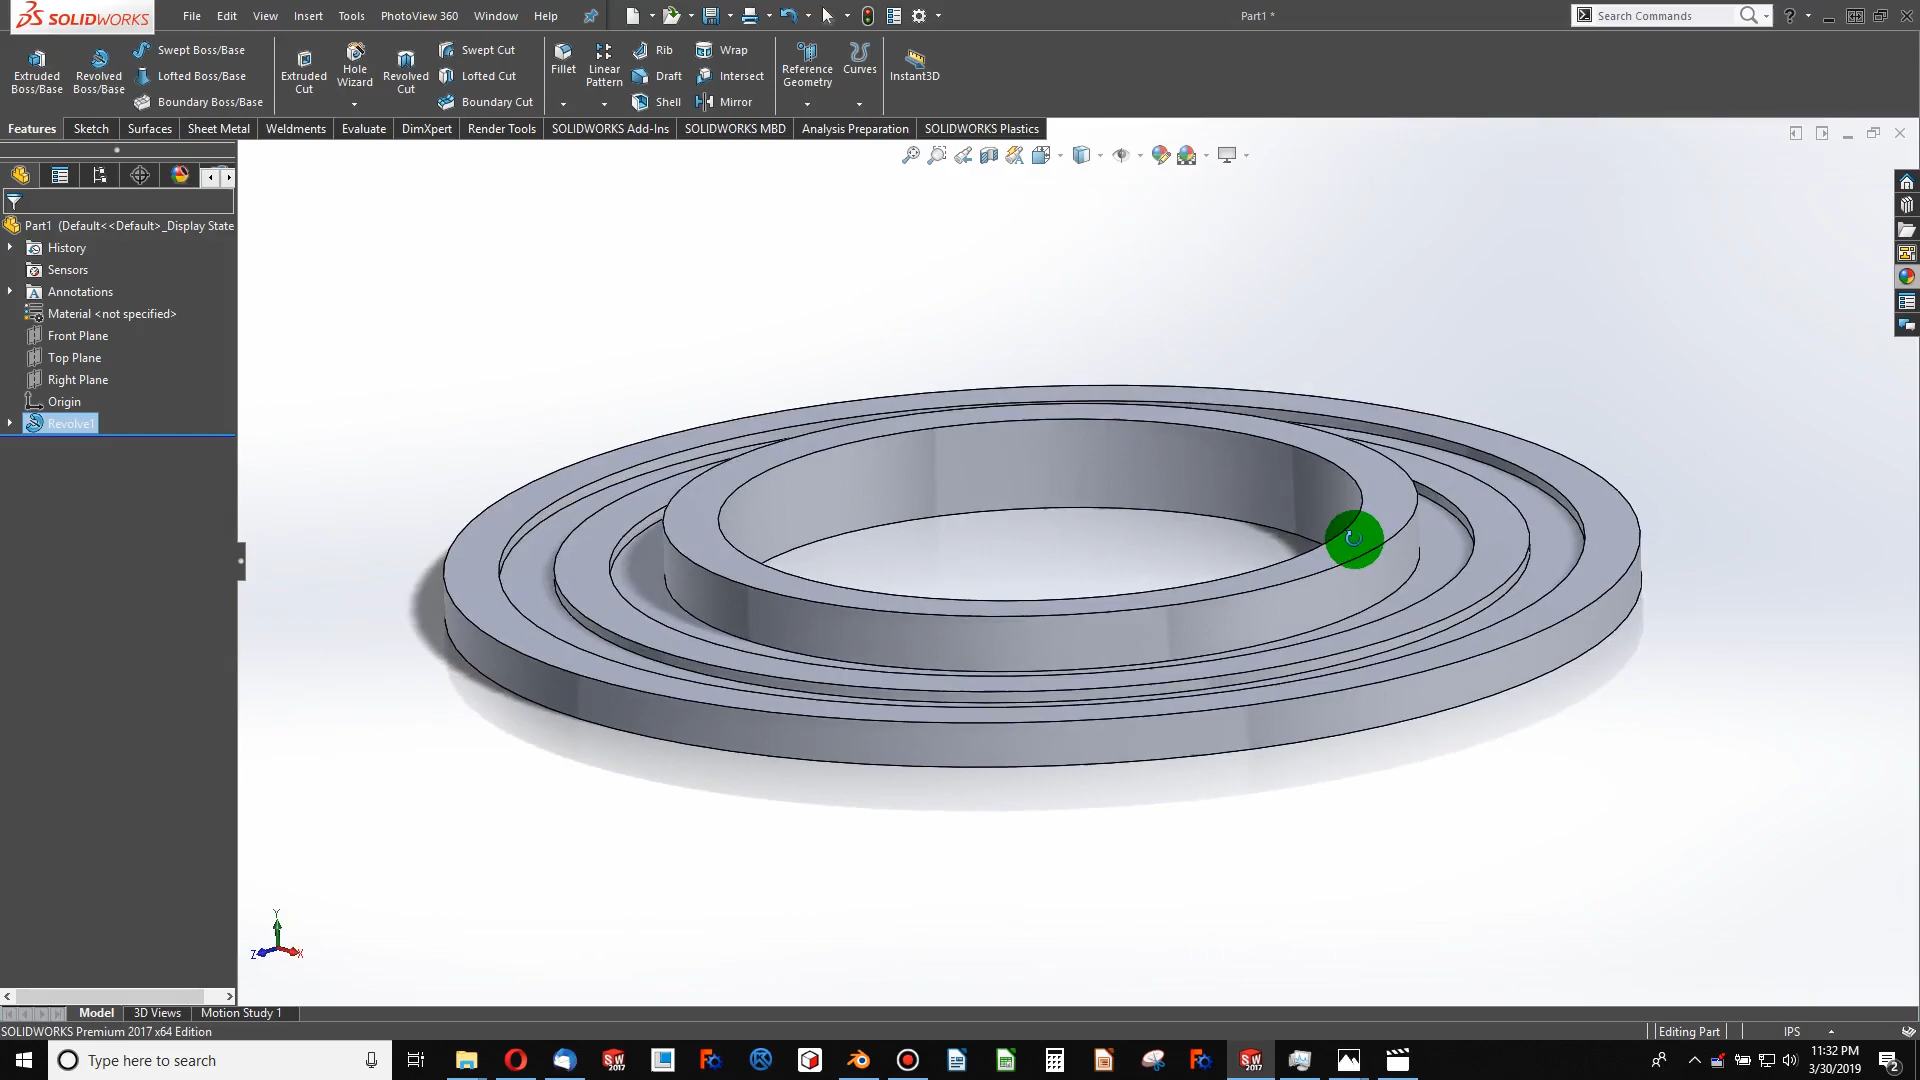 SOLIDWORKS
File Edit View Insert Tools PhotoView 360 Window Help
Part1 *
Search Commands
Extruded Boss/Base
Revolved Boss/Base
Swept Boss/Base
Lofted Boss/Base
Boundary Boss/Base
Extruded Cut
Hole Wizard
Revolved Cut
Swept Cut
Lofted Cut
Boundary Cut
Fillet
Linear Pattern
Rib
Draft
Shell
Wrap
Intersect
Mirror
Reference Geometry
Curves
Instant3D
Features Sketch Surfaces Sheet Metal Weldments Evaluate DimXpert Render Tools SOLIDWORKS Add-Ins SOLIDWORKS MBD Analysis Preparation SOLIDWORKS Plastics
Part1 (Default<<Default>_Display State
History
Sensors
Annotations
Material <not specified>
Front Plane
Top Plane
Right Plane
Origin
Revolve1
Y
Z X
Model 3D Views Motion Study 1
SOLIDWORKS Premium 2017 x64 Edition
Editing Part IPS
Type here to search
SW 2017
SW 2017
11:32 PM
3/30/2019
2